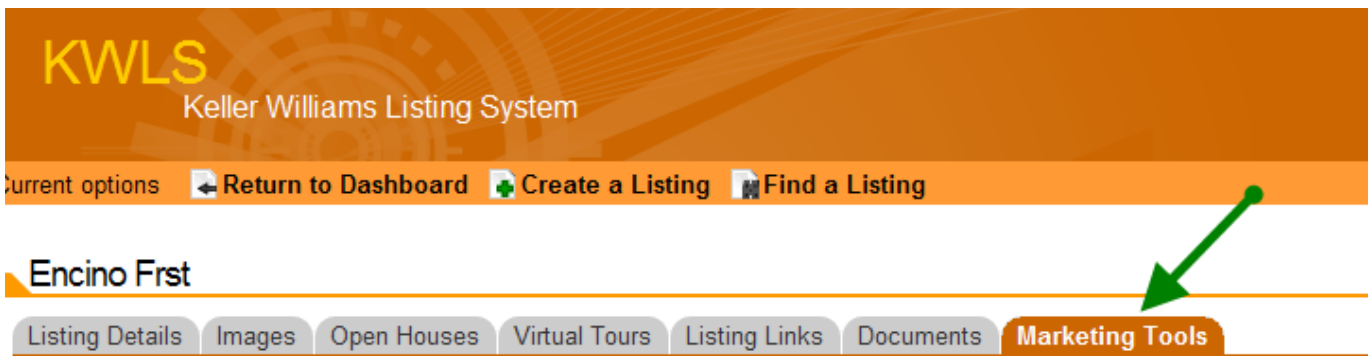 KWLS
Keller Williams Listing System
Current options Return to Dashboard Create a Listing Find a Listing
Encino Frst
Listing Details Images Open Houses Virtual Tours Listing Links Documents Marketing Tools